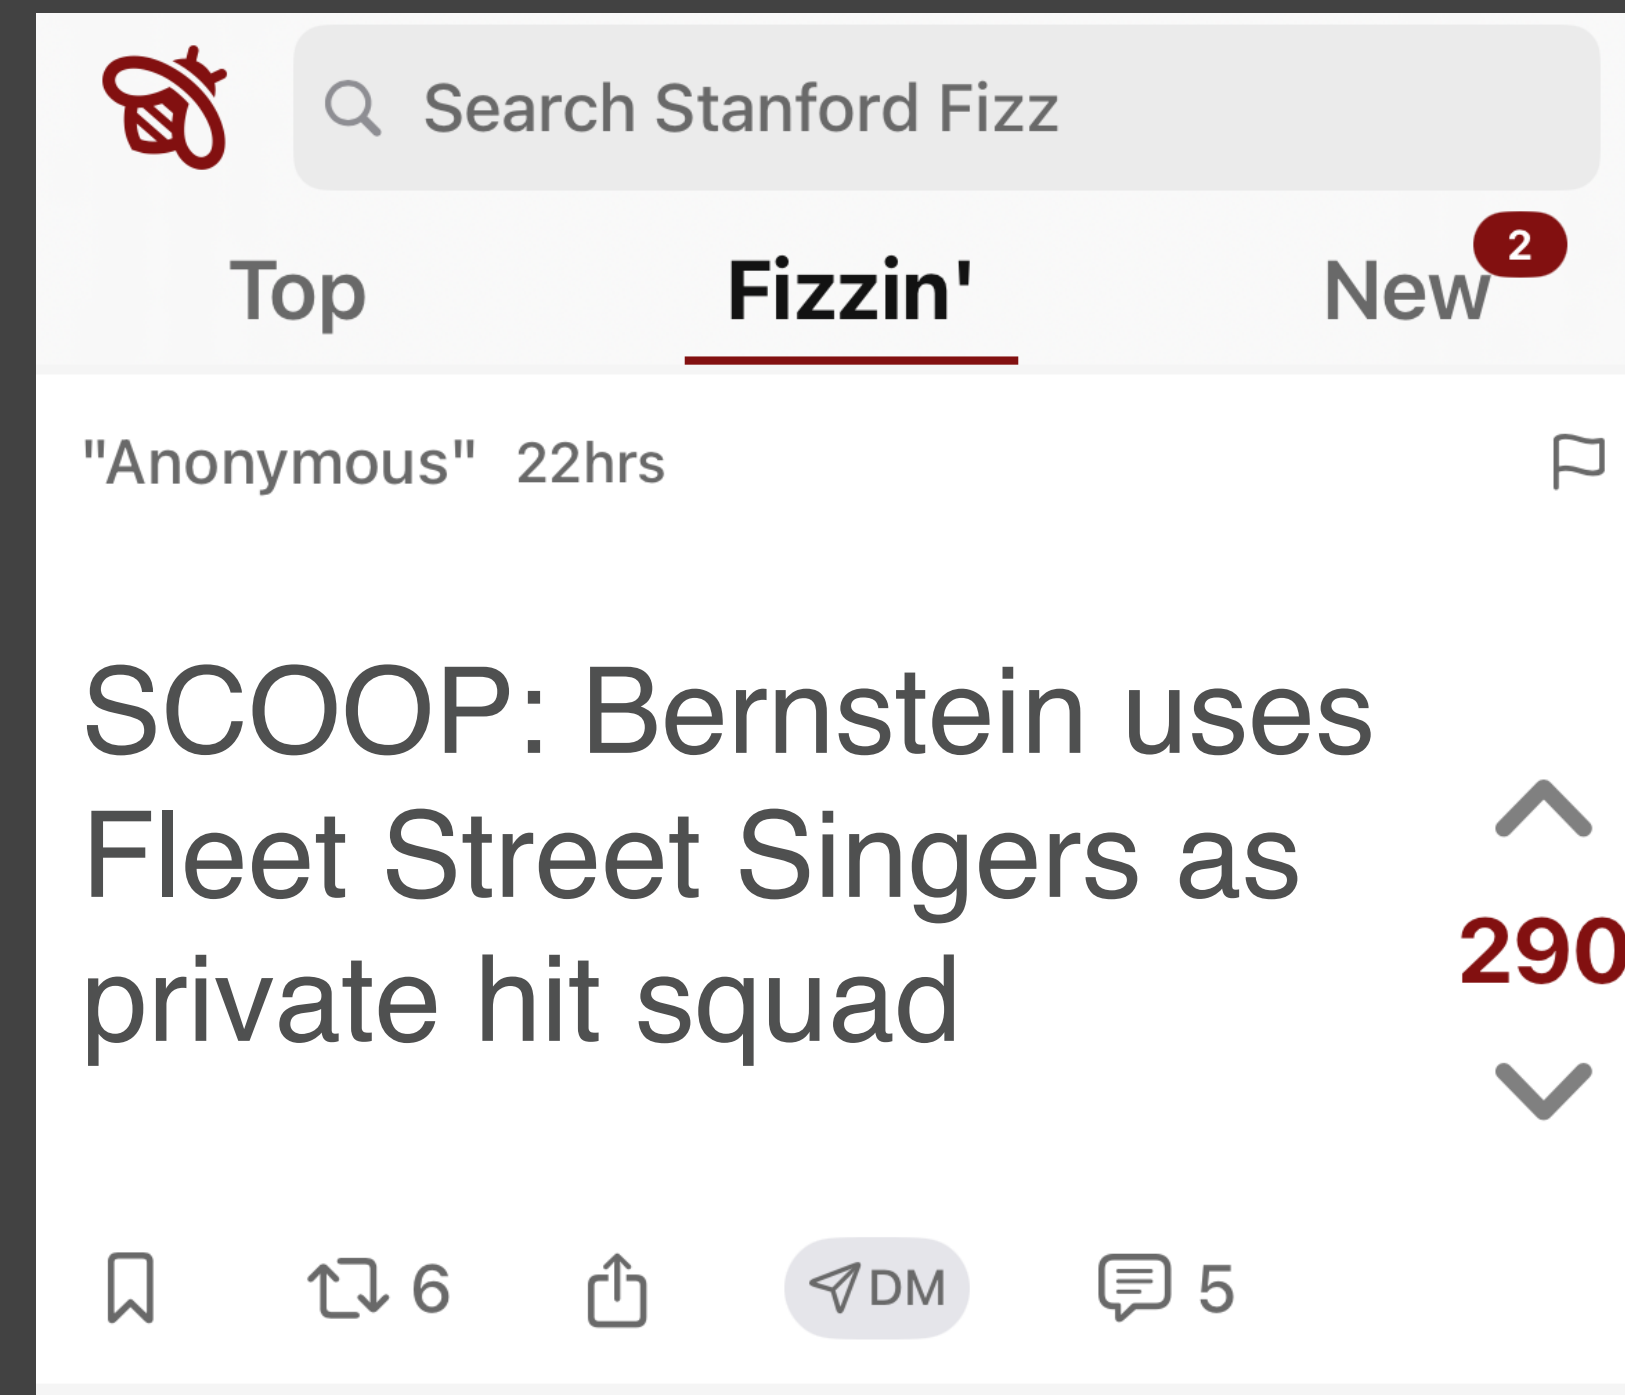 Search Stanford Fizz
Top Fizzin' New 2
"Anonymous" 22hrs
SCOOP: Bernstein uses
Fleet Street Singers as
private hit squad
290
6 DM 5